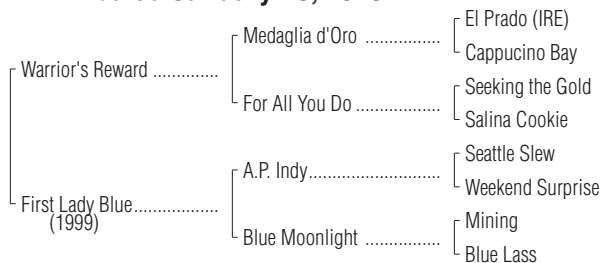 El Prado (IRE)
Medaglia d'Oro ..................
Cappucino Bay
Warrior's Reward ..............
Seeking the Gold
For All You Do ..................
Salina Cookie
Seattle Slew
A.P. Indy............................
Weekend Surprise
First Lady Blue..................
(1999)
Mining
Blue Moonlight ................
Blue Lass